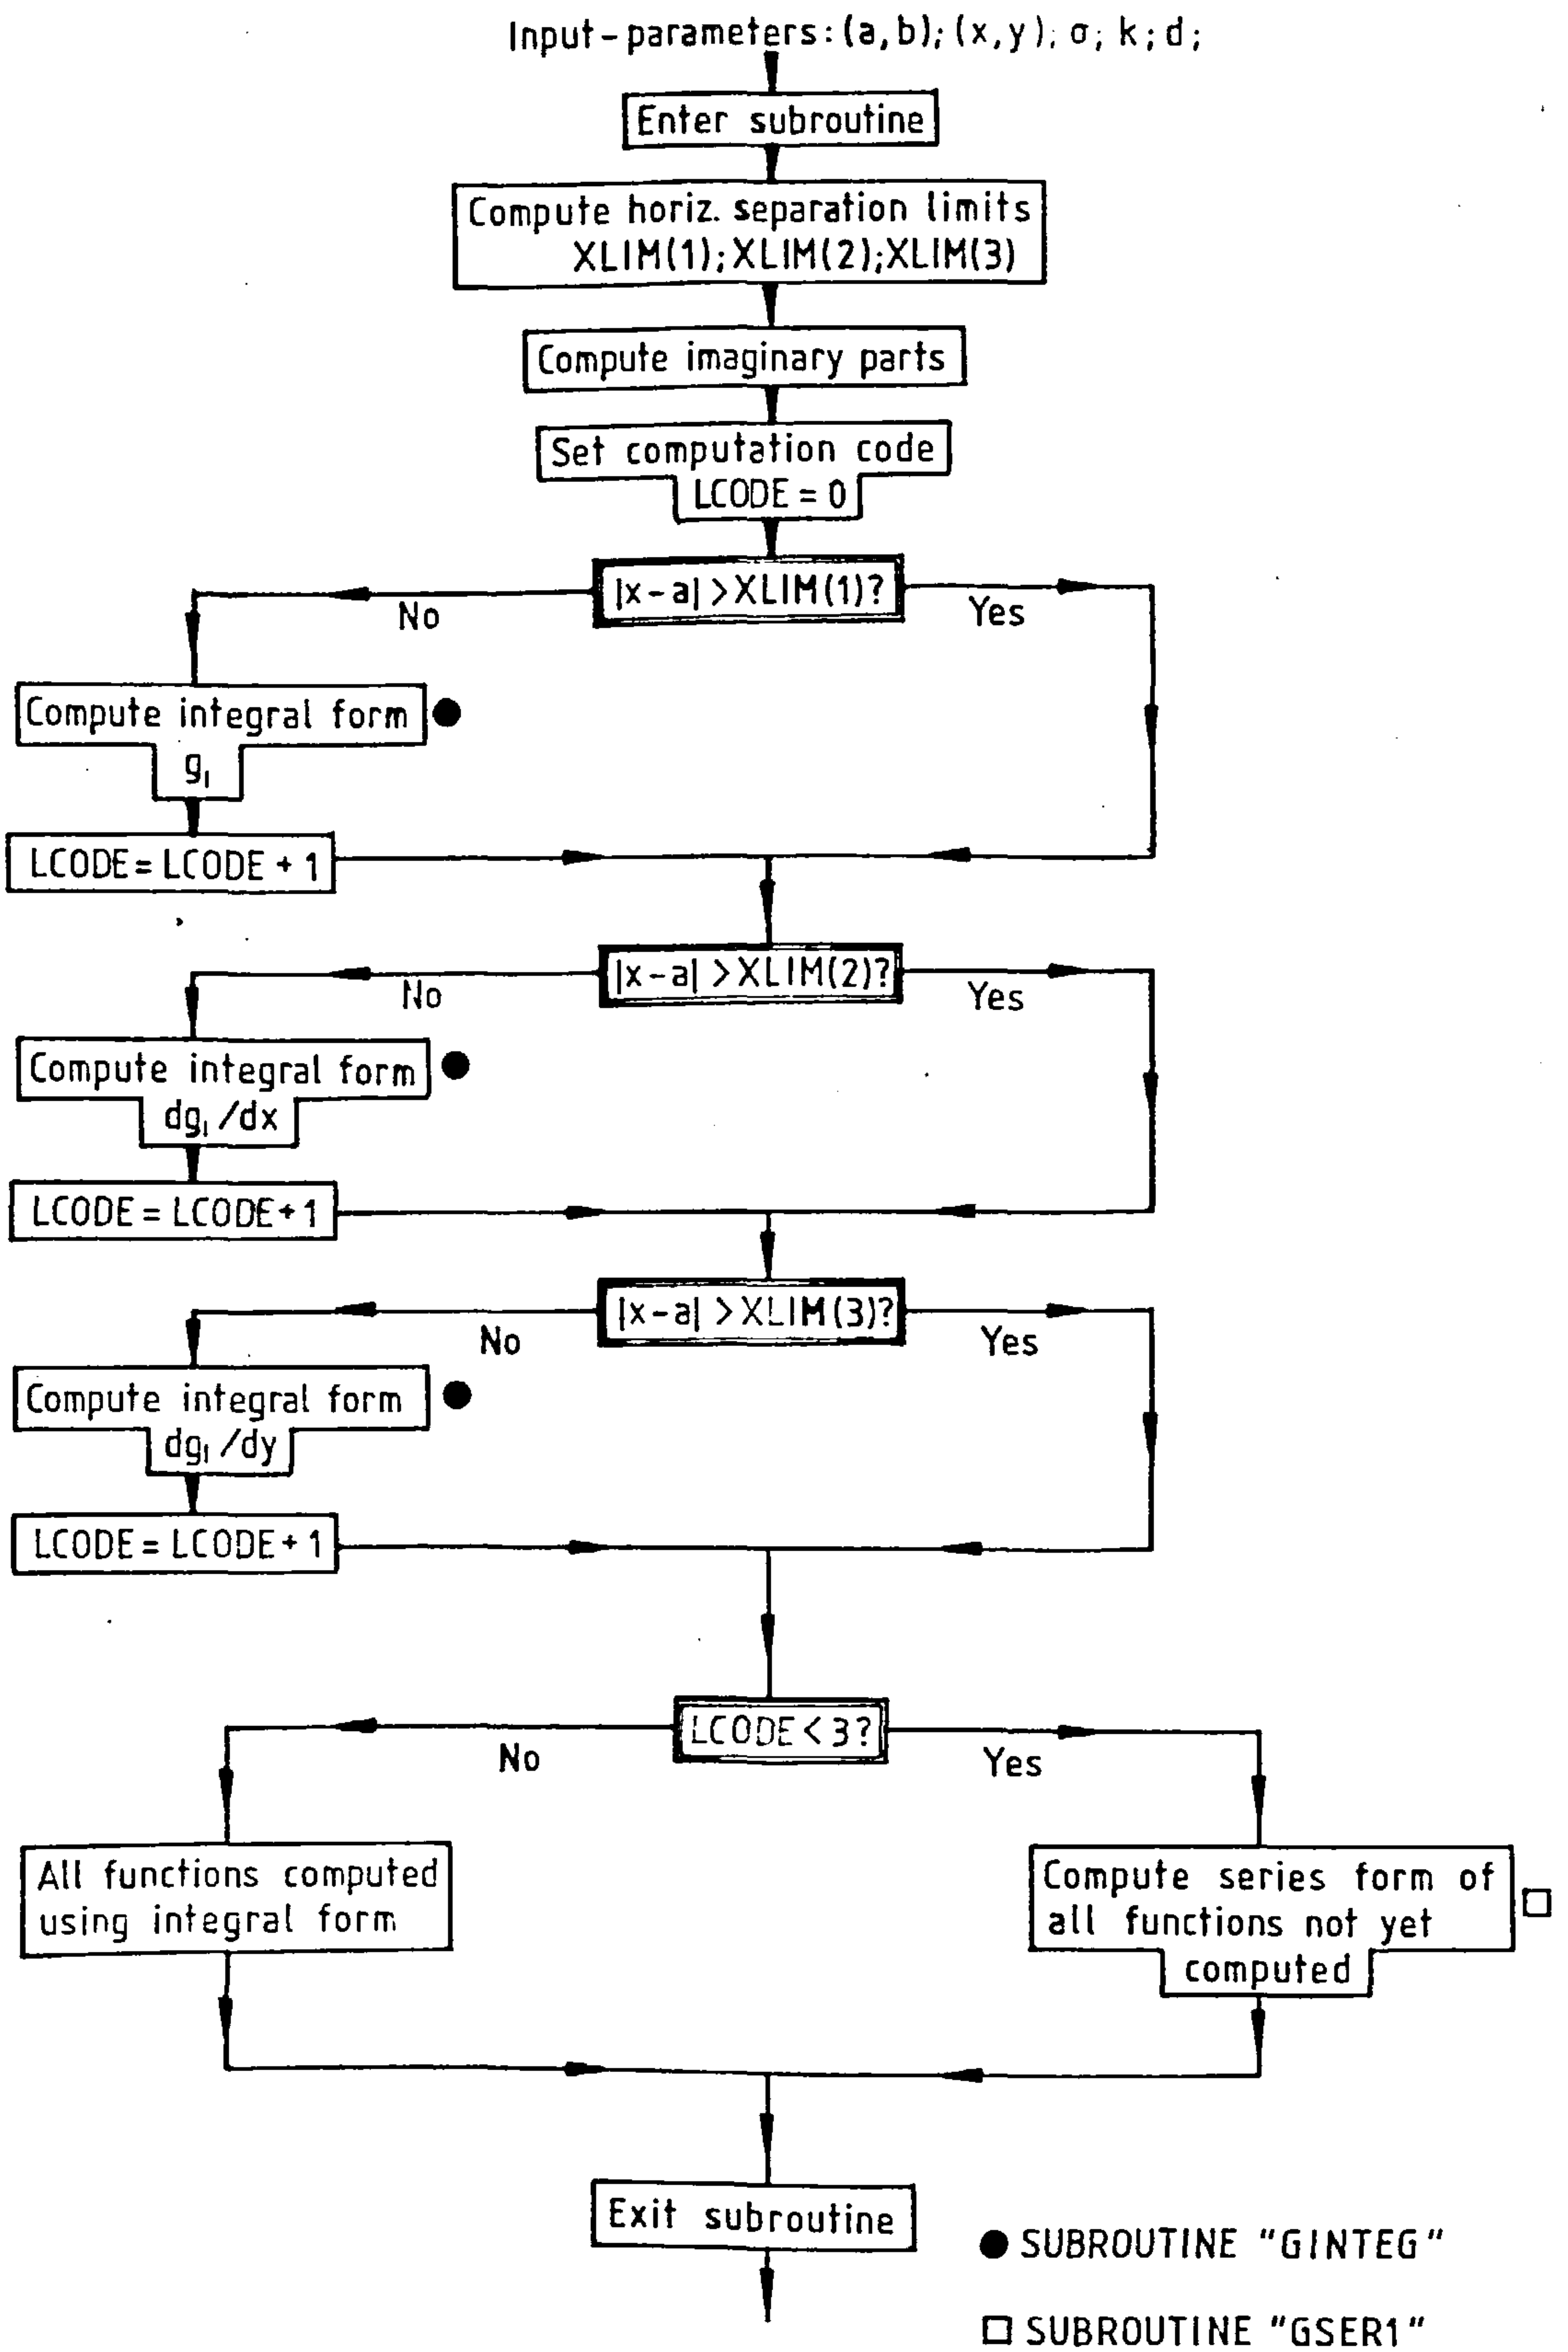 Input-parameters: (a,b); (x,y); σ; k; d;
Enter subroutine
Compute horiz. separation limits
XLIM(1); XLIM(2); XLIM(3)
Compute imaginary parts
Set computation code
LCODE = 0
|x-a| > XLIM(1)?
No
Yes
Compute integral form
g₁
LCODE = LCODE + 1
|x-a| > XLIM(2)?
No
Yes
Compute integral form
dg₁/dx
LCODE = LCODE + 1
|x-a| > XLIM(3)?
No
Yes
Compute integral form
dg₁/dy
LCODE = LCODE + 1
LCODE < 3?
No
Yes
All functions computed
using integral form
Compute series form of
all functions not yet
computed
Exit subroutine
● SUBROUTINE "GINTEG"
□ SUBROUTINE "GSER1"